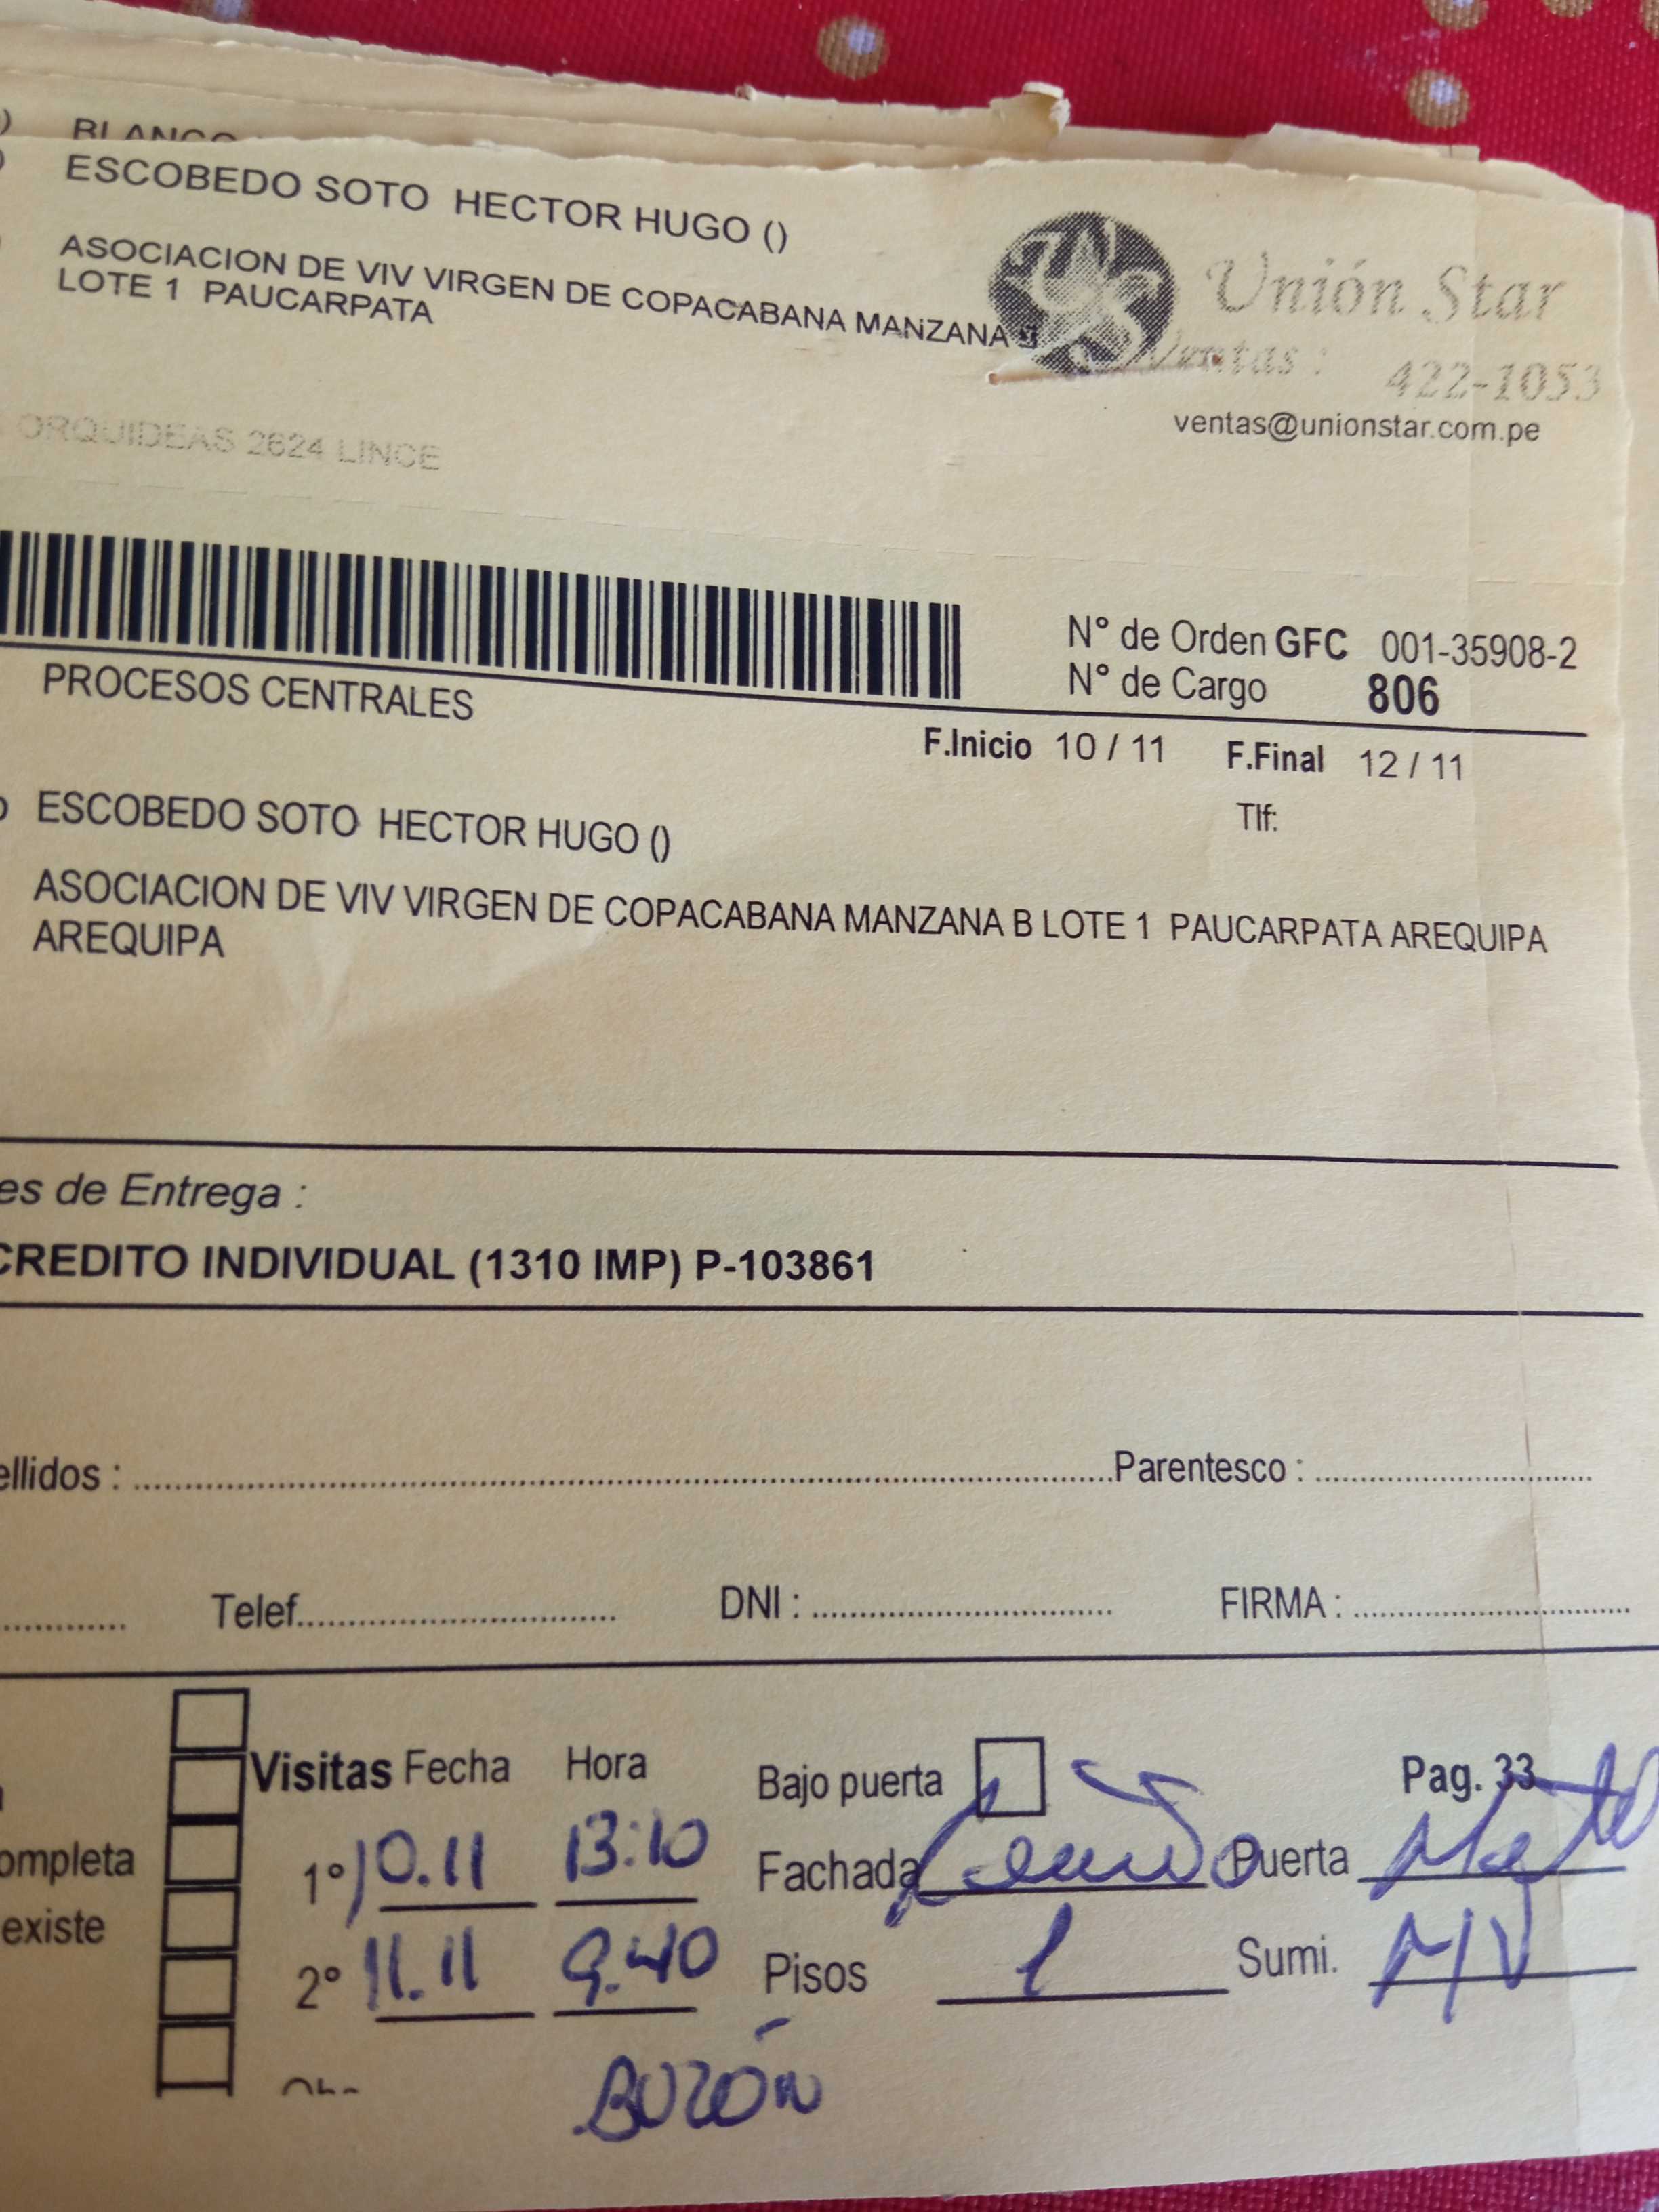 BLANCO
ESCOBEDO SOTO HECTOR HUGO ()
ASOCIACION DE VIV VIRGEN DE COPACABANA MANZANA
LOTE 1 PAUCARPATA
Unión Star
Ventas : 422-1053
ventas@unionstar.com.pe
ORQUIDEAS 2624 LINCE
N° de Orden GFC 001-35908-2
N° de Cargo 806
PROCESOS CENTRALES
F.Inicio 10 / 11 F.Final 12 / 11
Tlf:
ESCOBEDO SOTO HECTOR HUGO ()
ASOCIACION DE VIV VIRGEN DE COPACABANA MANZANA B LOTE 1 PAUCARPATA AREQUIPA
AREQUIPA
es de Entrega :
CREDITO INDIVIDUAL (1310 IMP) P-103861
ellidos : Parentesco :
Telef. DNI : FIRMA :
Visitas Fecha Hora Bajo puerta Pag. 33
ompleta 1° 10.11 13:10 Fachada Puerta
existe 2° 11.11 9.40 Pisos 1 Sumi.
BUZÓN